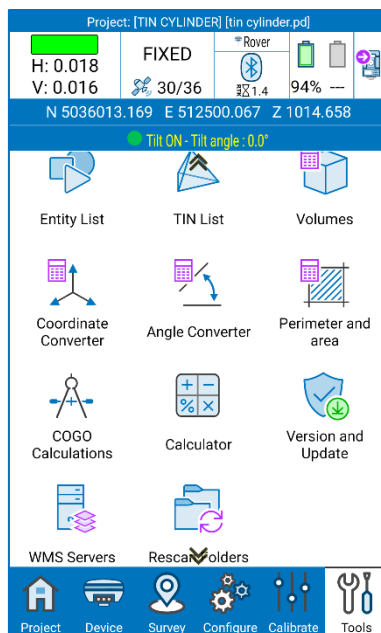 Project: [TIN CYLINDER] [tin cylinder.pd]
H: 0.018
V: 0.016
FIXED
30/36
Rover
1.4
94%
---
N 5036013.169 E 512500.067 Z 1014.658
Tilt ON - Tilt angle : 0.0°
Entity List
TIN List
Volumes
Coordinate
Converter
Angle Converter
Perimeter and
area
COGO
Calculations
Calculator
Version and
Update
WMS Servers
Rescan Folders
Project
Device
Survey
Configure
Calibrate
Tools